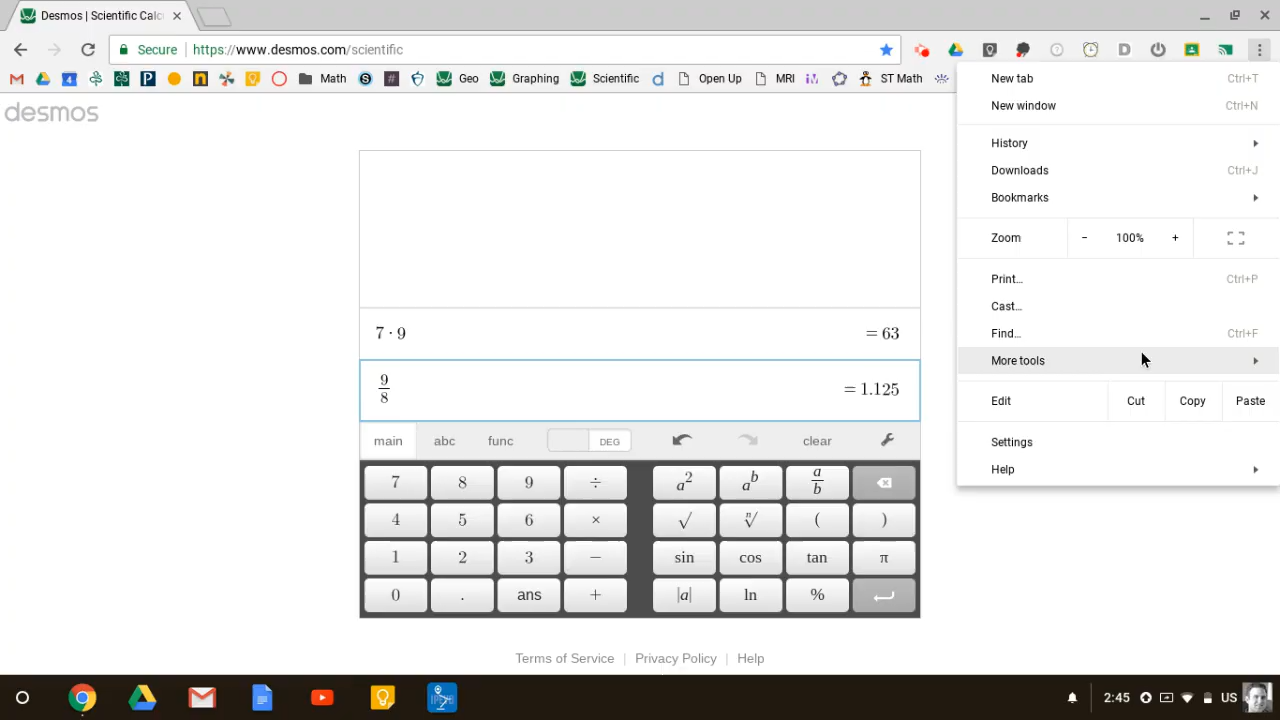 Desmos | Scientific Calc
Secure https://www.desmos.com/scientific
Math Geo Graphing Scientific Open Up MRI ST Math
desmos
New tab Ctrl+T
New window Ctrl+N
History
Downloads Ctrl+J
Bookmarks
Zoom - 100% +
Print... Ctrl+P
Cast...
Find... Ctrl+F
More tools
Edit Cut Copy Paste
Settings
Help
7 · 9 = 63
9/8 = 1.125
main abc func DEG clear
7 8 9 ÷ a² aᵇ a/b
4 5 6 × √ ⁿ√ ( )
1 2 3 − sin cos tan π
0 . ans + |a| ln %
Terms of Service | Privacy Policy | Help
2:45 US